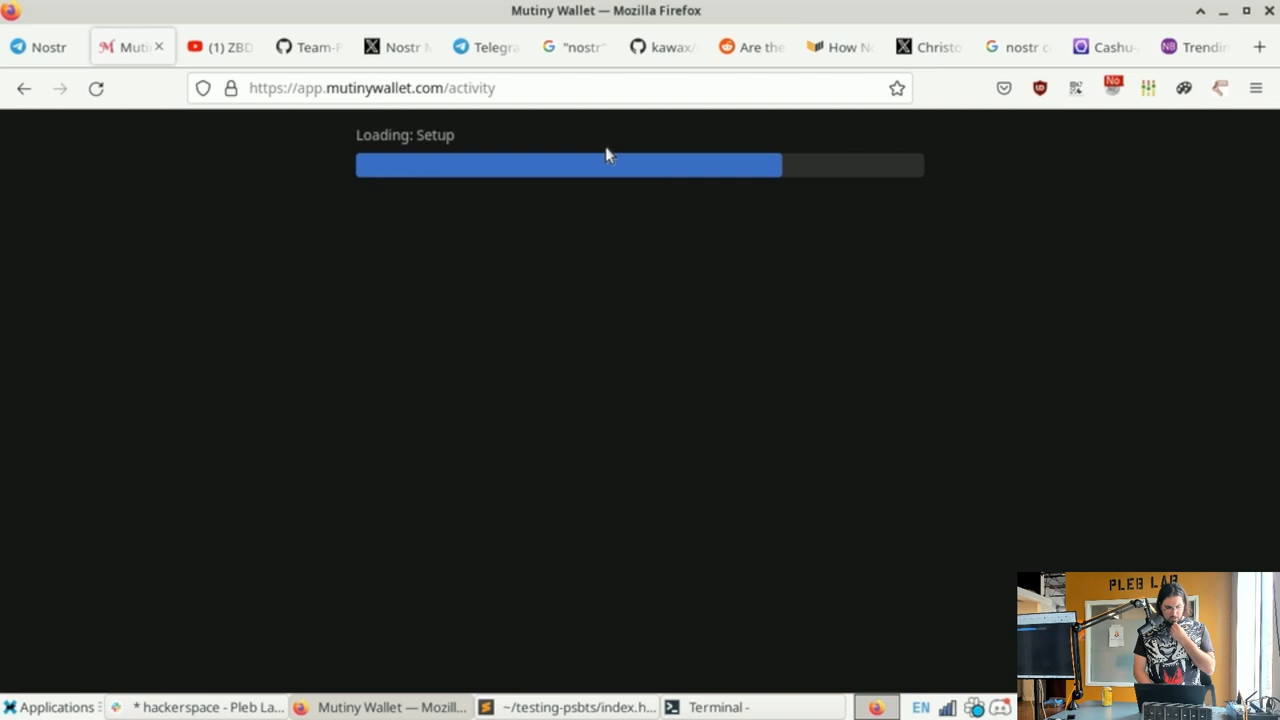 Mutiny Wallet — Mozilla Firefox
Nostr
Muti
(1) ZBD
Team-P
Nostr
Telegra
"nostr"
kawax/
Are the
How N
Christo
nostr c
Cashu-
Trendin
https://app.mutinywallet.com/activity
No
Loading: Setup
PLEB LAB
Applications
* hackerspace - Pleb La...
Mutiny Wallet — Mozill...
~/testing-psbts/index.h...
Terminal -
EN